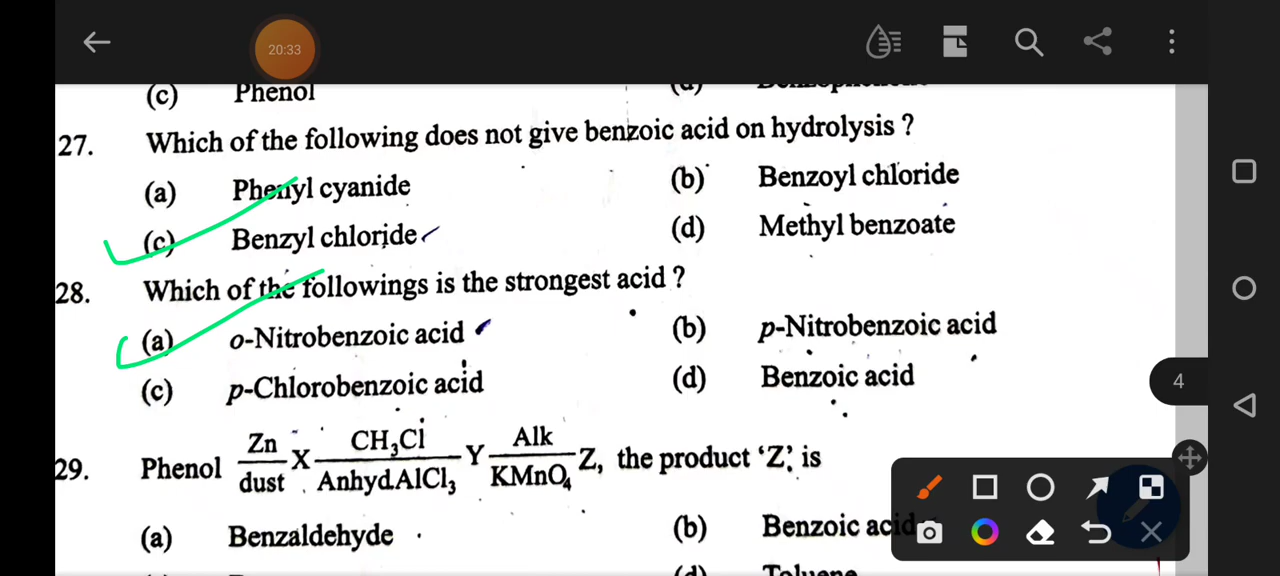 20:33
(c) Phenol (d)
27. Which of the following does not give benzoic acid on hydrolysis ?
(a) Phenyl cyanide (b) Benzoyl chloride
(c) Benzyl chloride (d) Methyl benzoate
28. Which of the followings is the strongest acid ?
(a) o-Nitrobenzoic acid (b) p-Nitrobenzoic acid
(c) p-Chlorobenzoic acid (d) Benzoic acid
29. Phenol Zn/dust X CH₃Cl/AnhydAlCl₃ Y Alk/KMnO₄ Z, the product ‘Z’ is
4
(a) Benzaldehyde (b) Benzoic acid
(d) Toluene